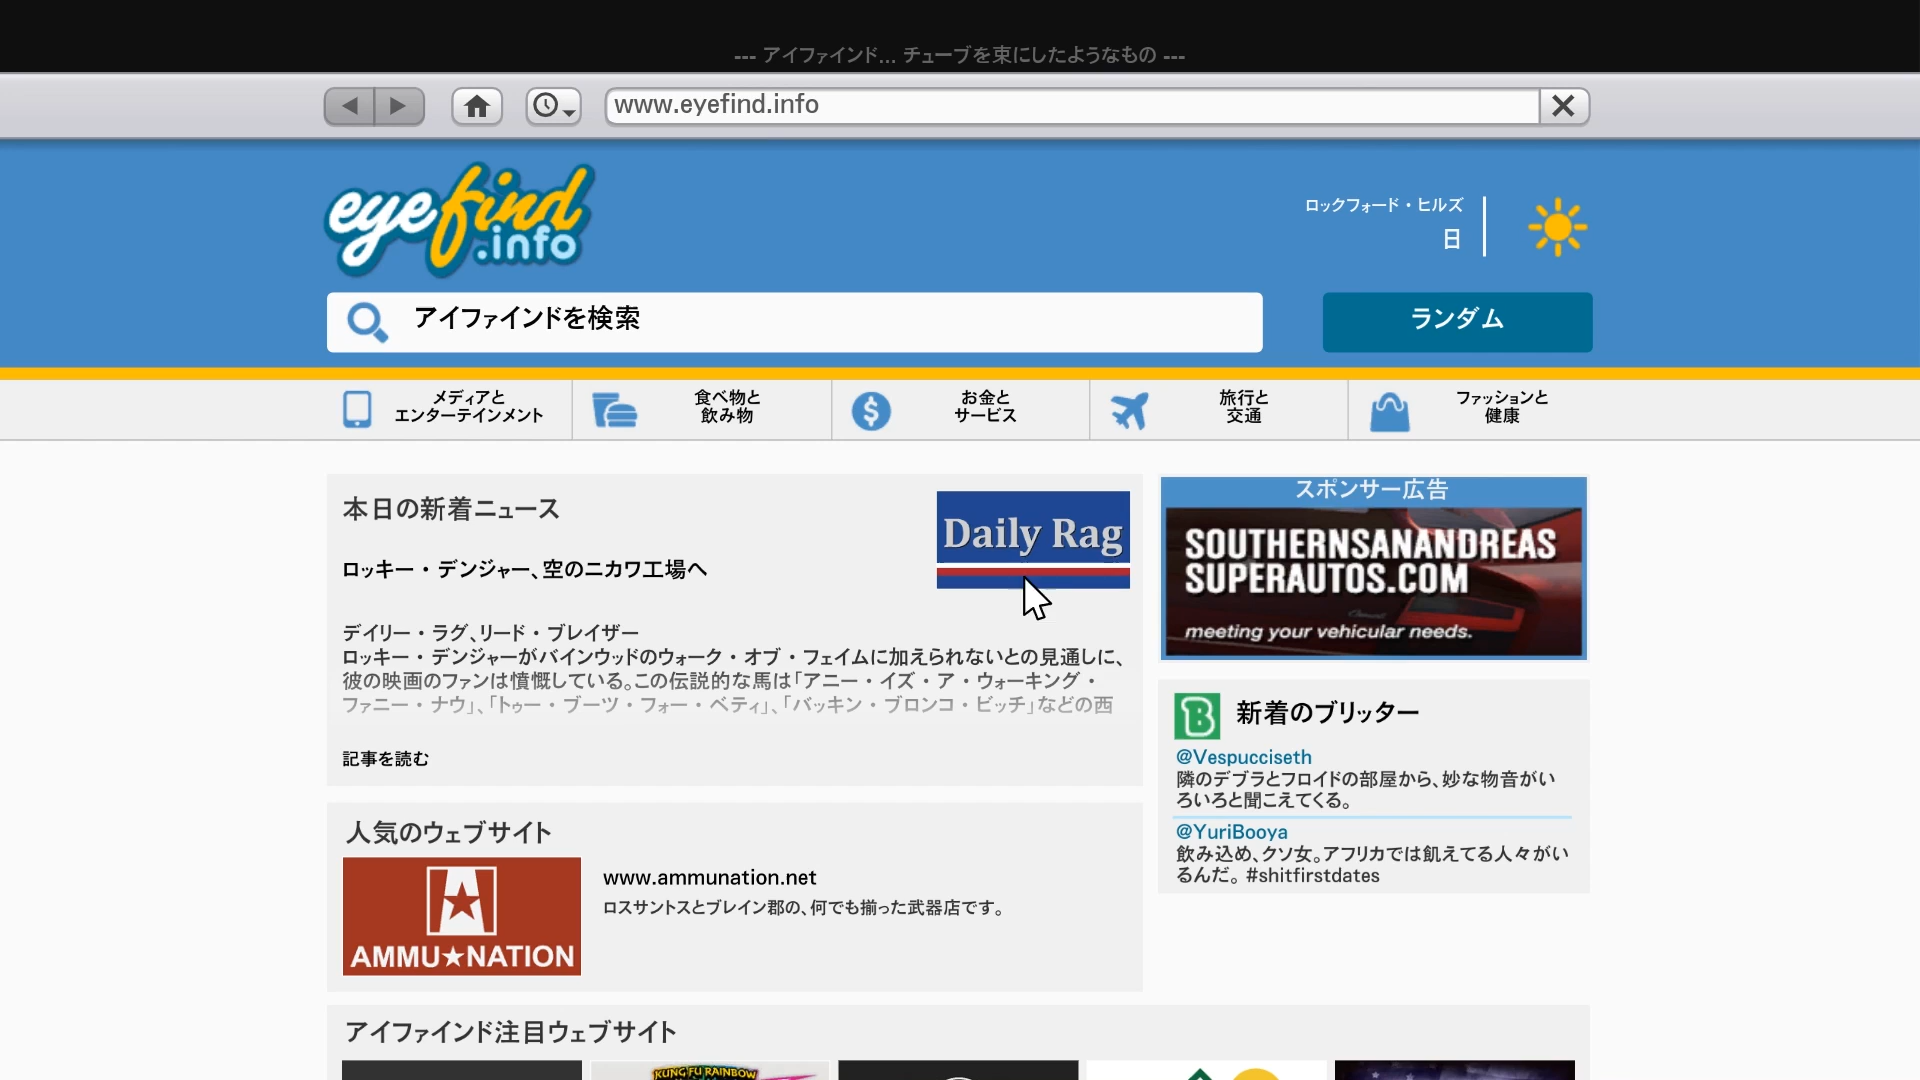 --- アイファインド... チューブを束にしたようなもの ---
www.eyefind.info
eyefind
.info
ロックフォード・ヒルズ
日
アイファインドを検索
ランダム
メディアと
エンターテインメント
食べ物と
飲み物
お金と
サービス
旅行と
交通
ファッションと
健康
本日の新着ニュース
Daily Rag
ロッキー・デンジャー、空のニカワ工場へ
デイリー・ラグ、リード・ブレイザー
ロッキー・デンジャーがバインウッドのウォーク・オブ・フェイムに加えられないとの見通しに、
彼の映画のファンは憤慨している。この伝説的な馬は「アニー・イズ・ア・ウォーキング・
ファニー・ナウ」、「トゥー・ブーツ・フォー・ベティ」、「バッキン・ブロンコ・ビッチ」などの西
記事を読む
スポンサー広告
SOUTHERNSANANDREAS
SUPERAUTOS.COM
meeting your vehicular needs.
B 新着のブリッター
@Vespucciseth
隣のデブラとフロイドの部屋から、妙な物音がい
ろいろと聞こえてくる。
@YuriBooya
飲み込め、クソ女。アフリカでは飢えてる人々がい
るんだ。 #shitfirstdates
人気のウェブサイト
AMMU★NATION
www.ammunation.net
ロスサントスとブレイン郡の、何でも揃った武器店です。
アイファインド注目ウェブサイト
KUNG FU RAINBOW